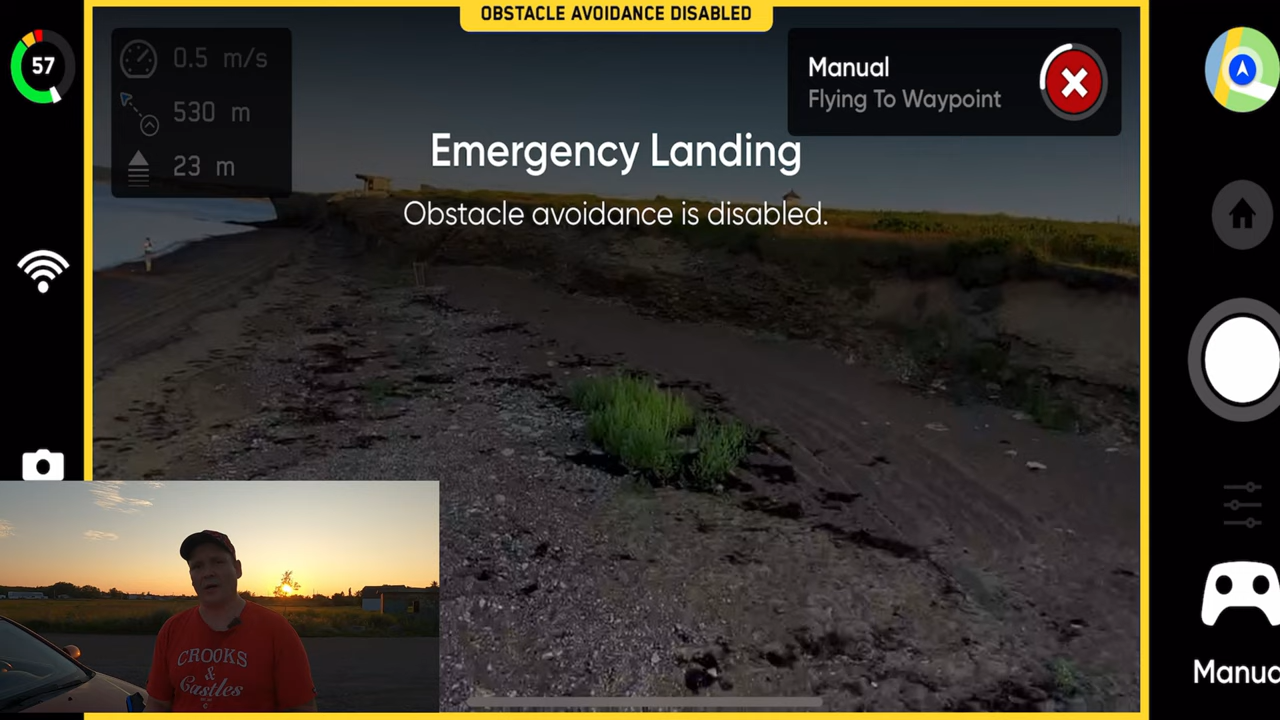 OBSTACLE AVOIDANCE DISABLED
57
0.5 m/s
530 m
23 m
Manual
Flying To Waypoint
Emergency Landing
Obstacle avoidance is disabled.
CROOKS
&
Castles
Manua